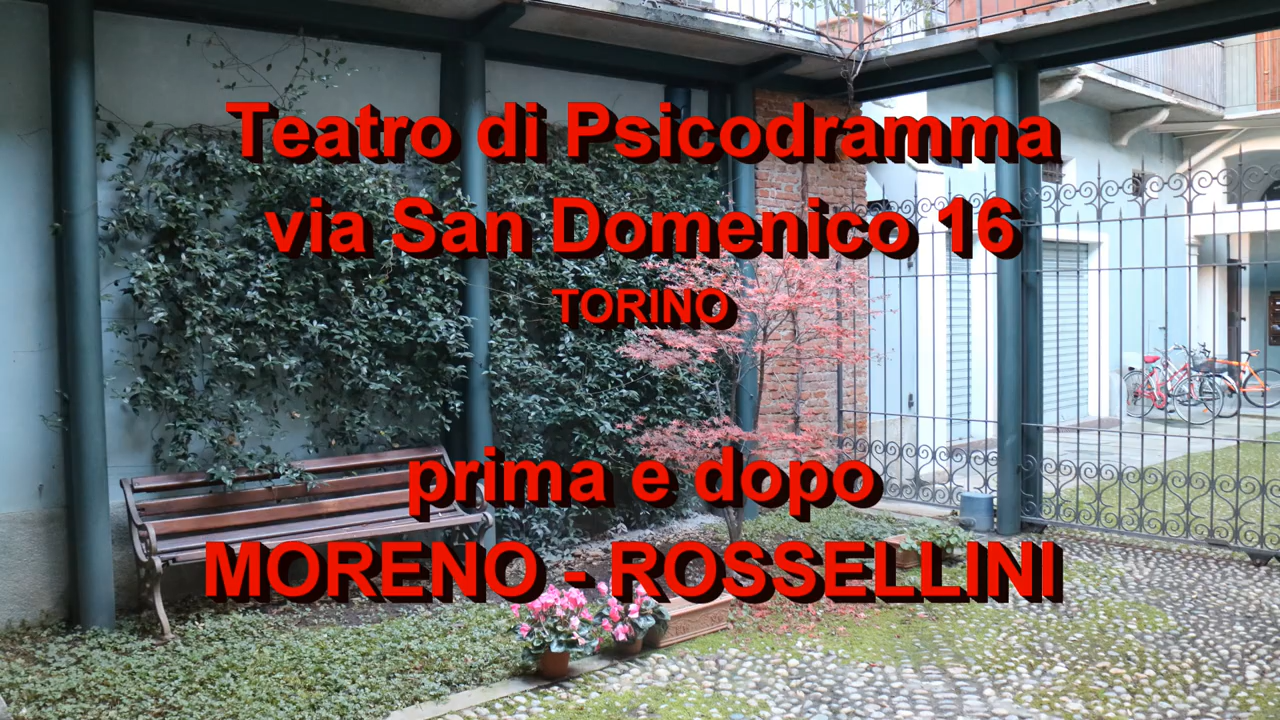 Teatro di Psicodramma
via San Domenico 16
TORINO
prima e dopo
MORENO - ROSSELLINI